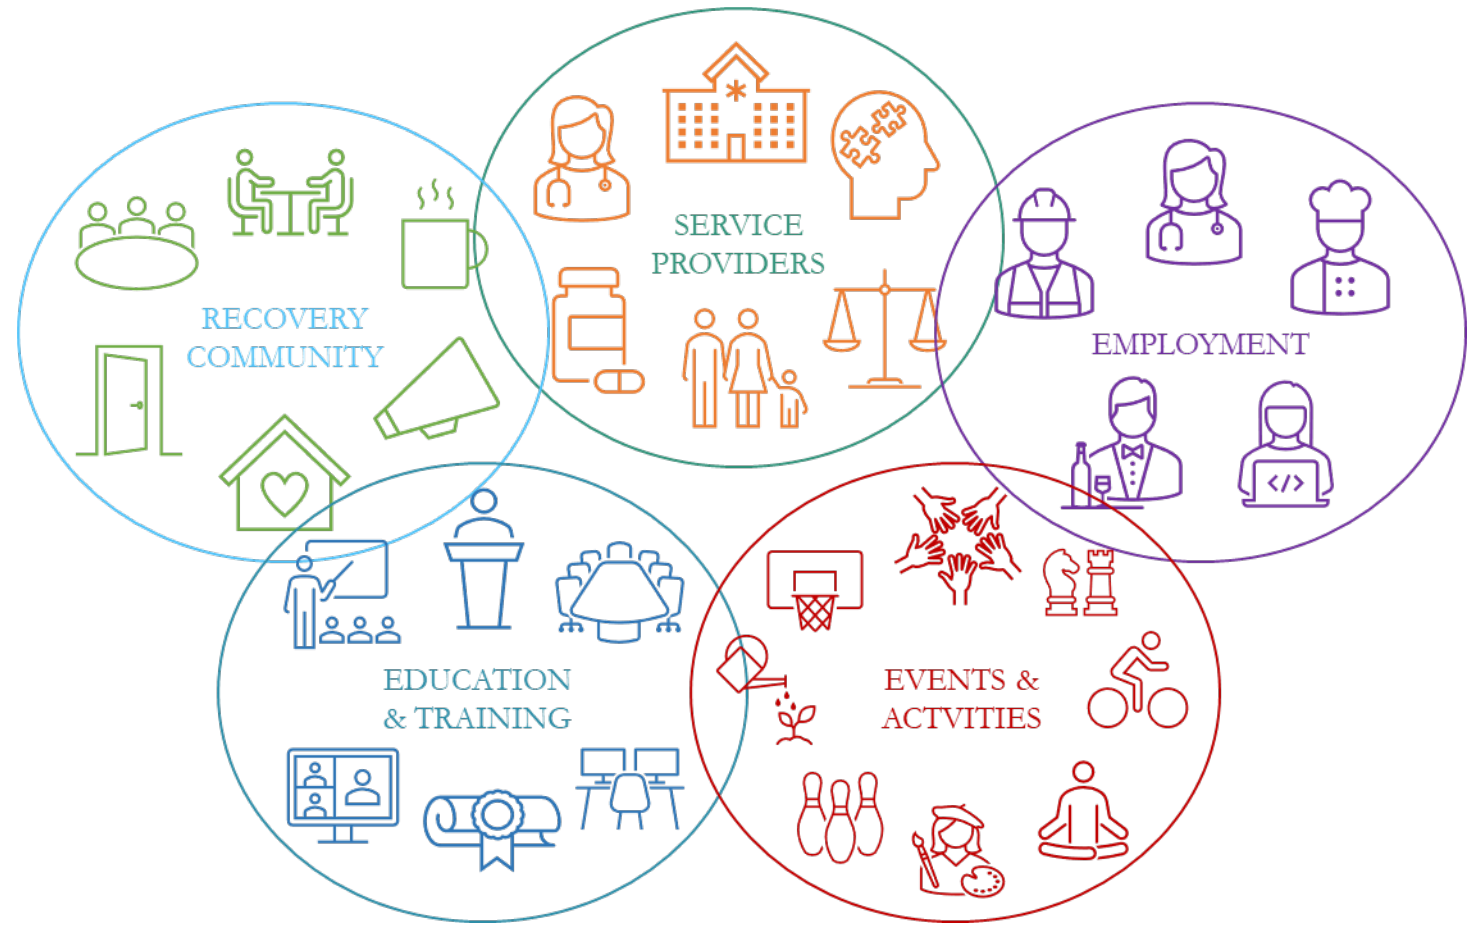 SERVICE
PROVIDERS
RECOVERY
COMMUNITY
EMPLOYMENT
</>
EDUCATION
& TRAINING
EVENTS &
ACTVITIES